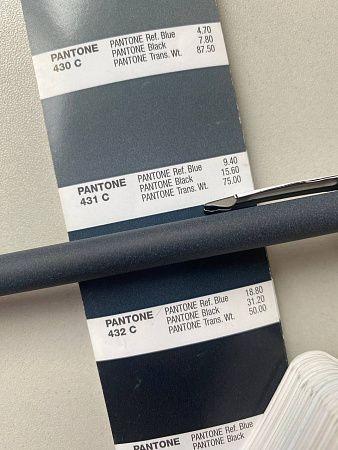 PANTONE
430 C
PANTONE Ref. Blue 4.70
PANTONE Black 7.80
PANTONE Trans. Wt. 87.50
PANTONE
431 C
PANTONE Ref. Blue 9.40
PANTONE Black 15.60
PANTONE Trans. Wt. 75.00
PANTONE
432 C
PANTONE Ref. Blue 18.80
PANTONE Black 31.20
PANTONE Trans. Wt. 50.00
PANTONE
PANTONE Ref. Blue
PANTONE Black